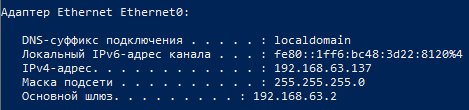 Адаптер Ethernet Ethernet0:
DNS-суффикс подключения . . . . . : localdomain
Локальный IPv6-адрес канала . . . : fe80::1ff6:bc48:3d22:8120%4
IPv4-адрес. . . . . . . . . . . . : 192.168.63.137
Маска подсети . . . . . . . . . . : 255.255.255.0
Основной шлюз. . . . . . . . . : 192.168.63.2